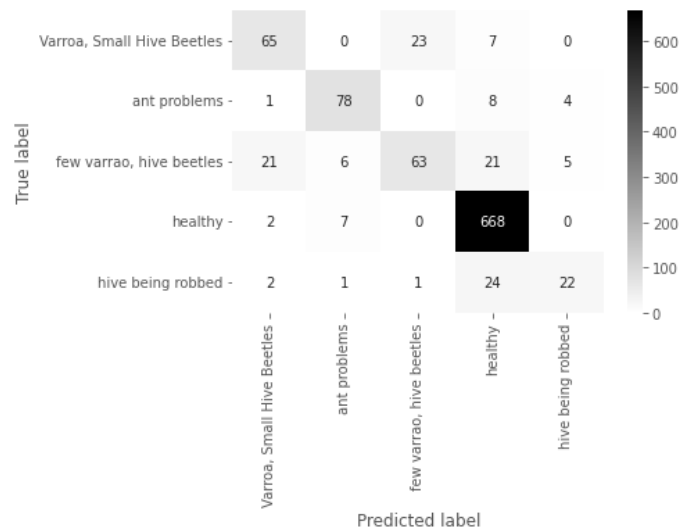 Varroa, Small Hive Beetles 65 0 23 7 0
ant problems 1 78 0 8 4
few varrao, hive beetles 21 6 63 21 5
healthy 2 7 0 668 0
hive being robbed 2 1 1 24 22
True label
Varroa, Small Hive Beetles
ant problems
few varrao, hive beetles
healthy
hive being robbed
Predicted label
600
500
400
300
200
100
0